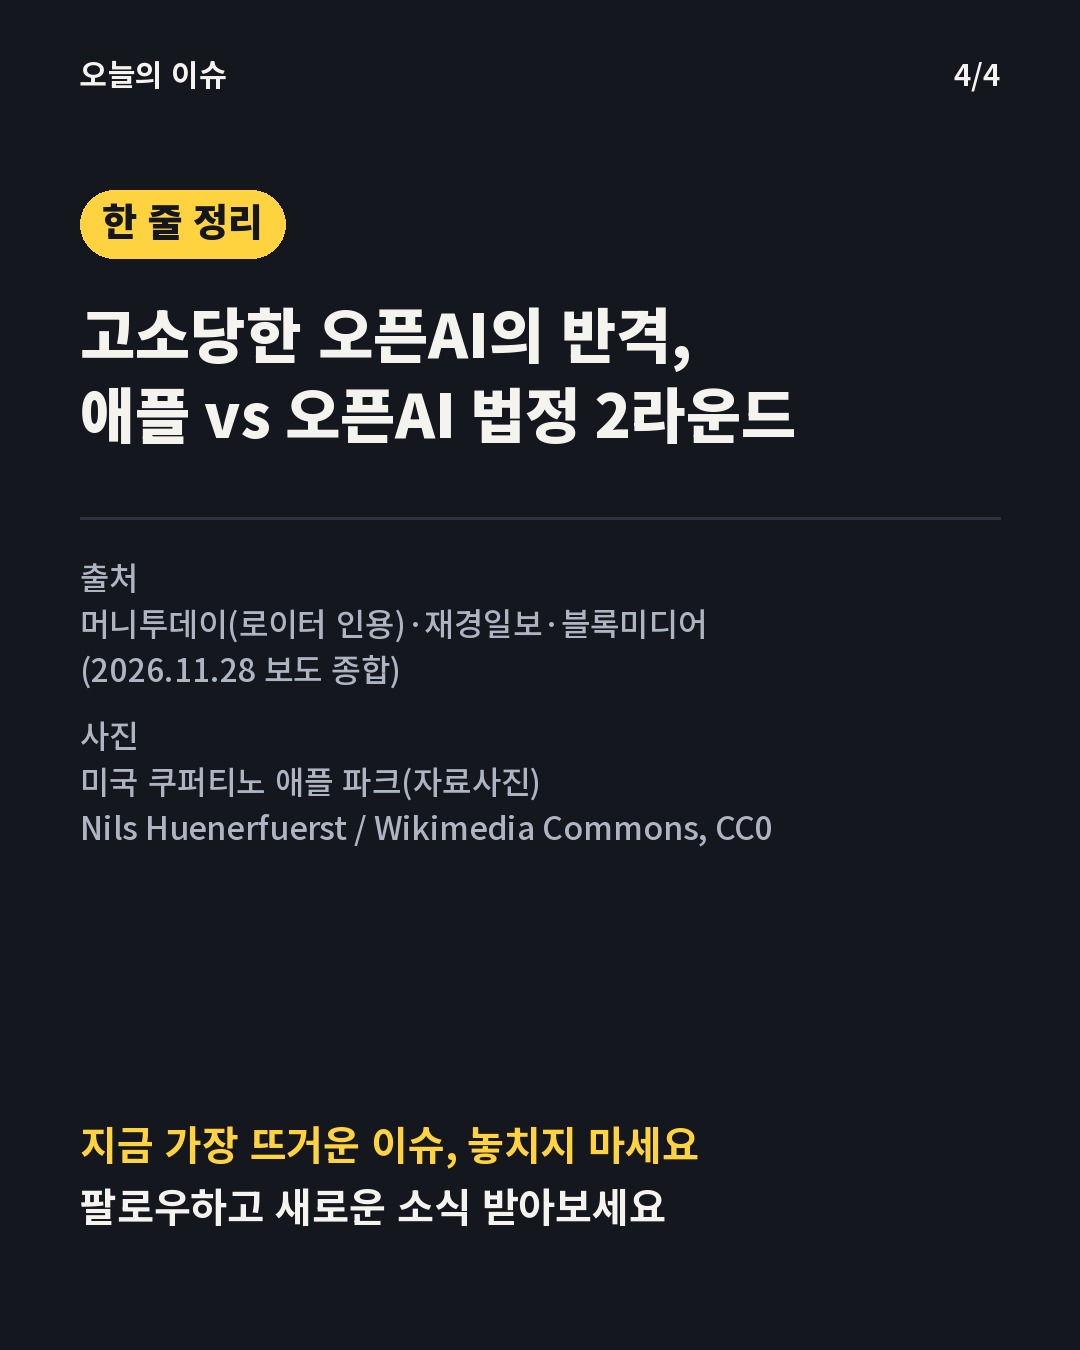 오늘의 이슈
4/4
한 줄 정리
고소당한 오픈AI의 반격,
애플 vs 오픈AI 법정 2라운드
출처
머니투데이(로이터 인용)·재경일보·블록미디어
(2026.11.28 보도 종합)
사진
미국 쿠퍼티노 애플 파크(자료사진)
Nils Huenerfuerst / Wikimedia Commons, CC0
지금 가장 뜨거운 이슈, 놓치지 마세요
팔로우하고 새로운 소식 받아보세요